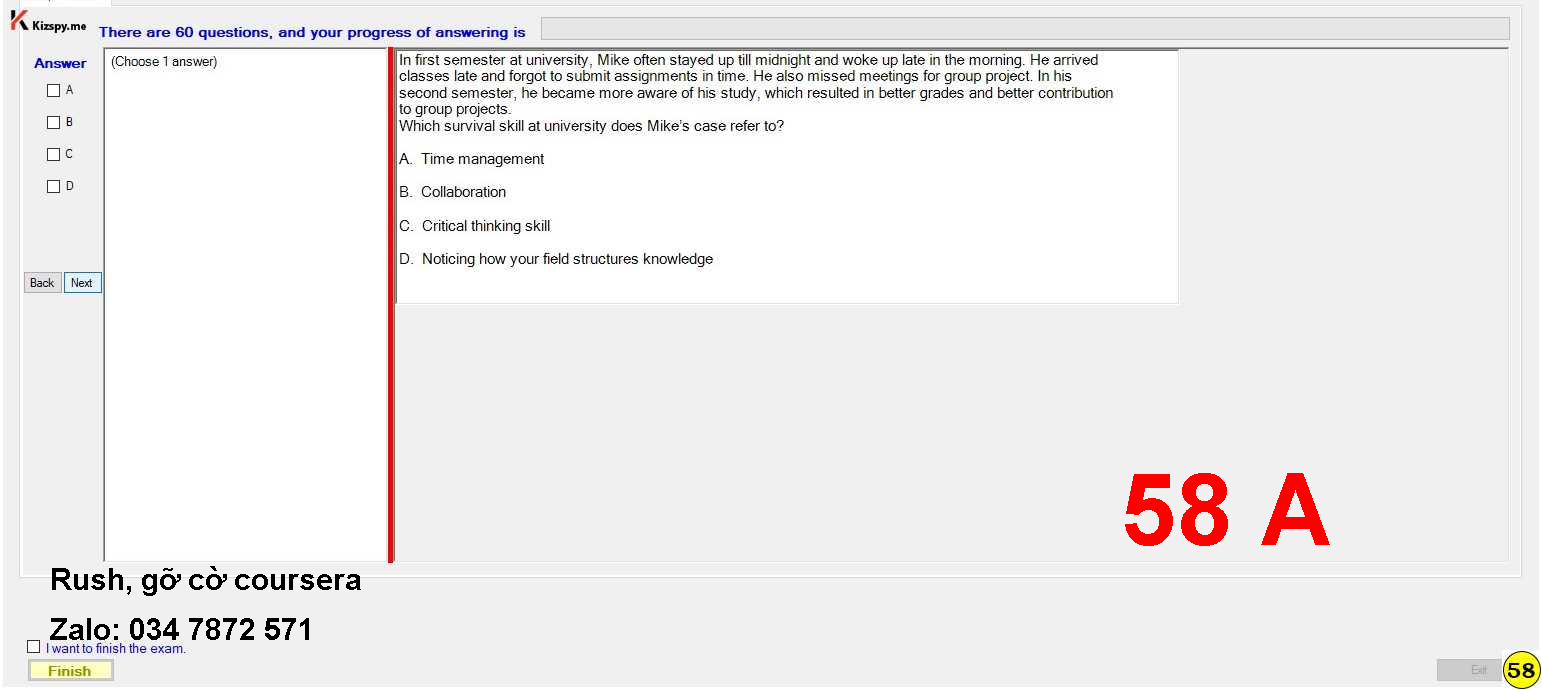 Kizspy.me
There are 60 questions, and your progress of answering is
Answer
(Choose 1 answer)
A
B
C
D
Back
Next
In first semester at university, Mike often stayed up till midnight and woke up late in the morning. He arrived
classes late and forgot to submit assignments in time. He also missed meetings for group project. In his
second semester, he became more aware of his study, which resulted in better grades and better contribution
to group projects.
Which survival skill at university does Mike's case refer to?
A. Time management
B. Collaboration
C. Critical thinking skill
D. Noticing how your field structures knowledge
58 A
Rush, gỡ cờ coursera
Zalo: 034 7872 571
I want to finish the exam.
Finish
Exit
58